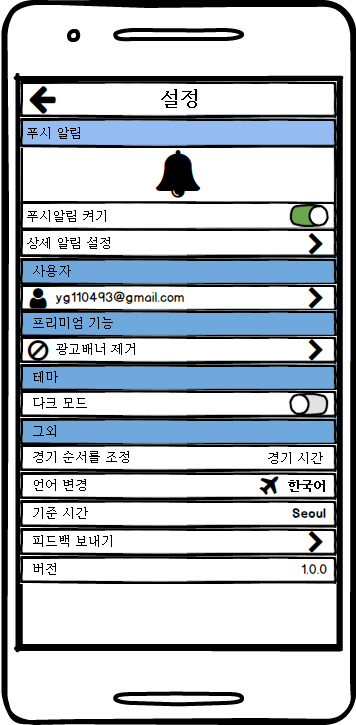 설정
푸시 알림
푸시알림 켜기
상세 알림 설정
사용자
yg110493@gmail.com
프리미엄 기능
광고배너 제거
테마
다크 모드
그외
경기 순서를 조정 경기 시간
언어 변경 한국어
기준 시간 Seoul
피드백 보내기
버전 1.0.0